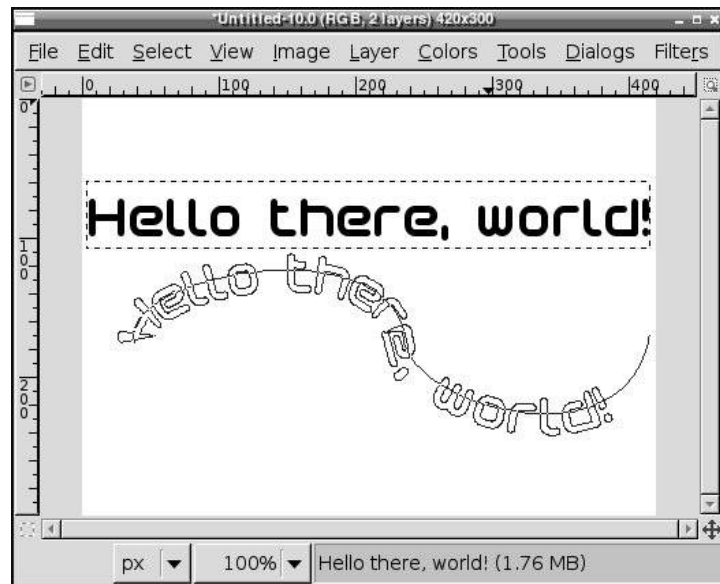 *Untitled-10.0 (RGB, 2 layers) 420x300
File Edit Select View Image Layer Colors Tools Dialogs Filters
0 100 200 300 400
0
100
200
Hello there, world!
Hello there, world!
px 100% Hello there, world! (1.76 MB)